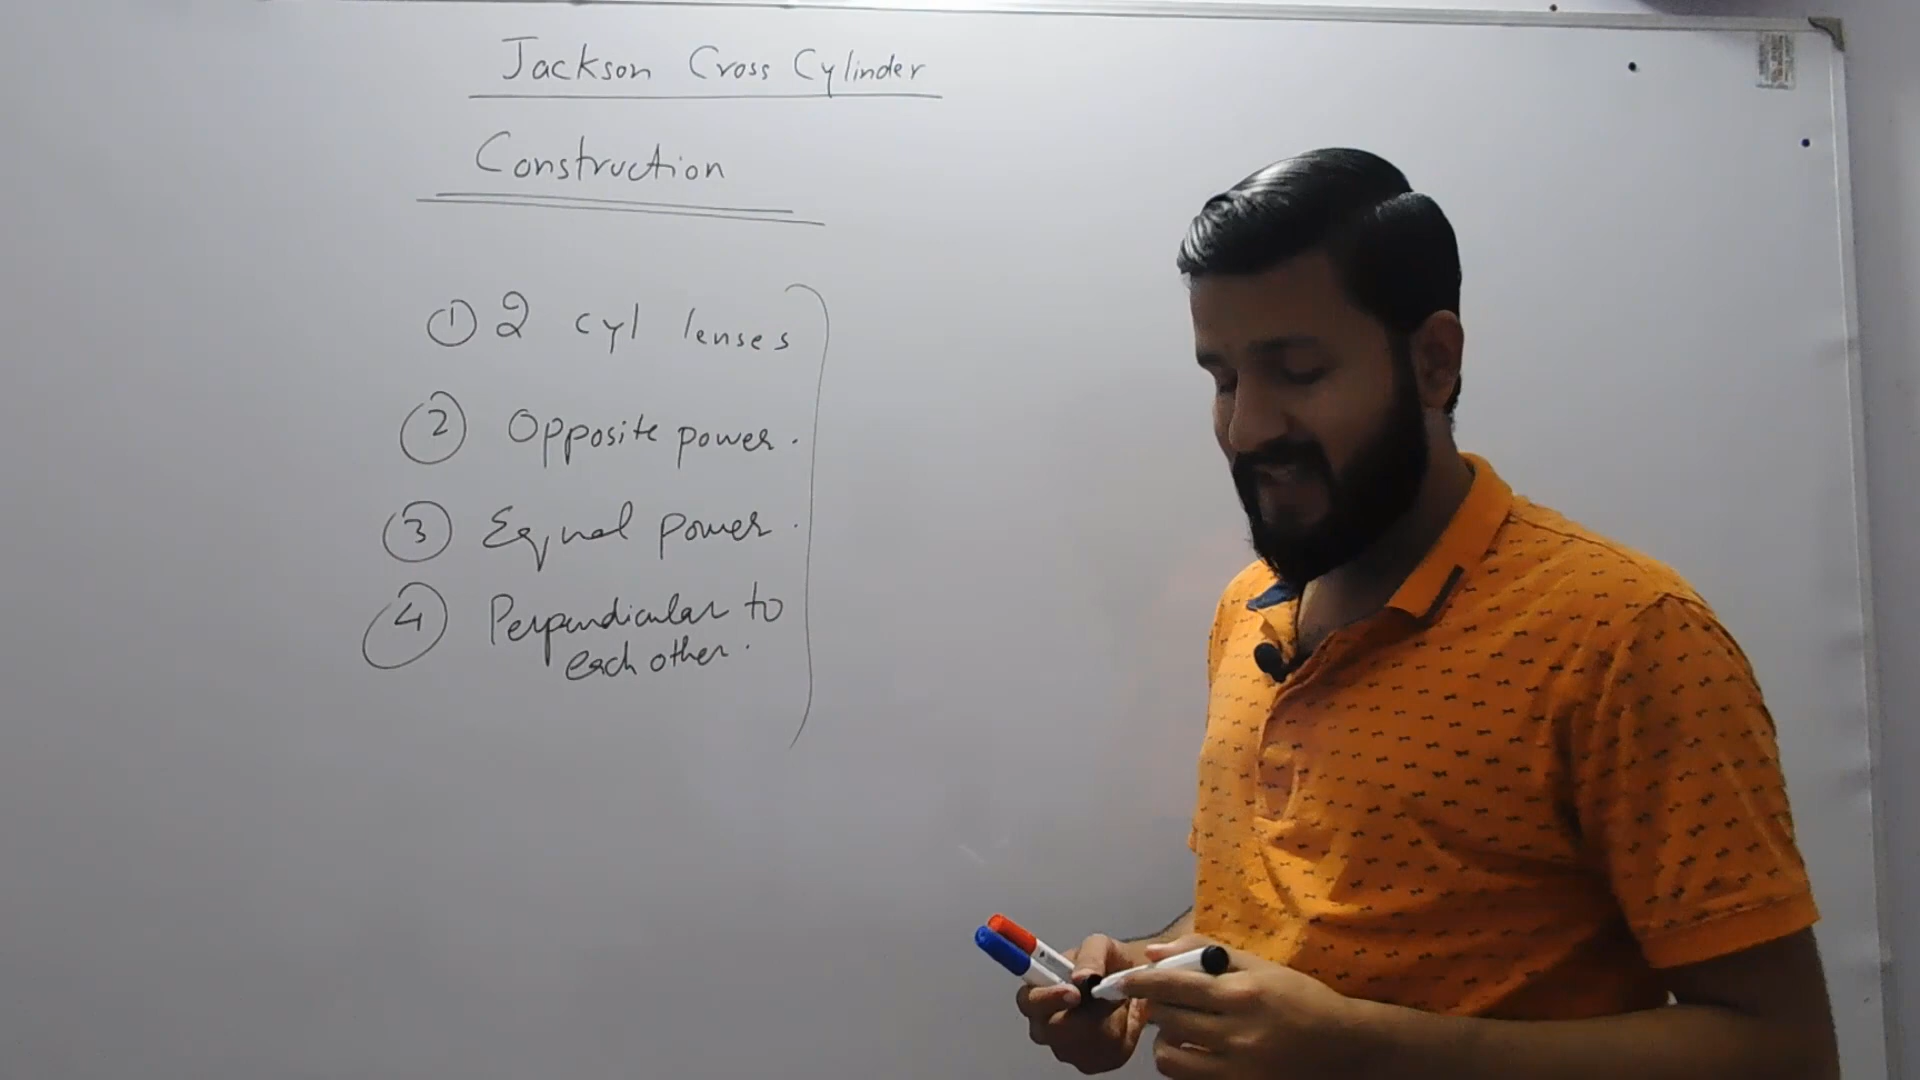 Jackson Cross Cylinder
Construction
① 2 cyl lenses
② Opposite power.
③ Equal power.
④ Perpendicular to
each other.